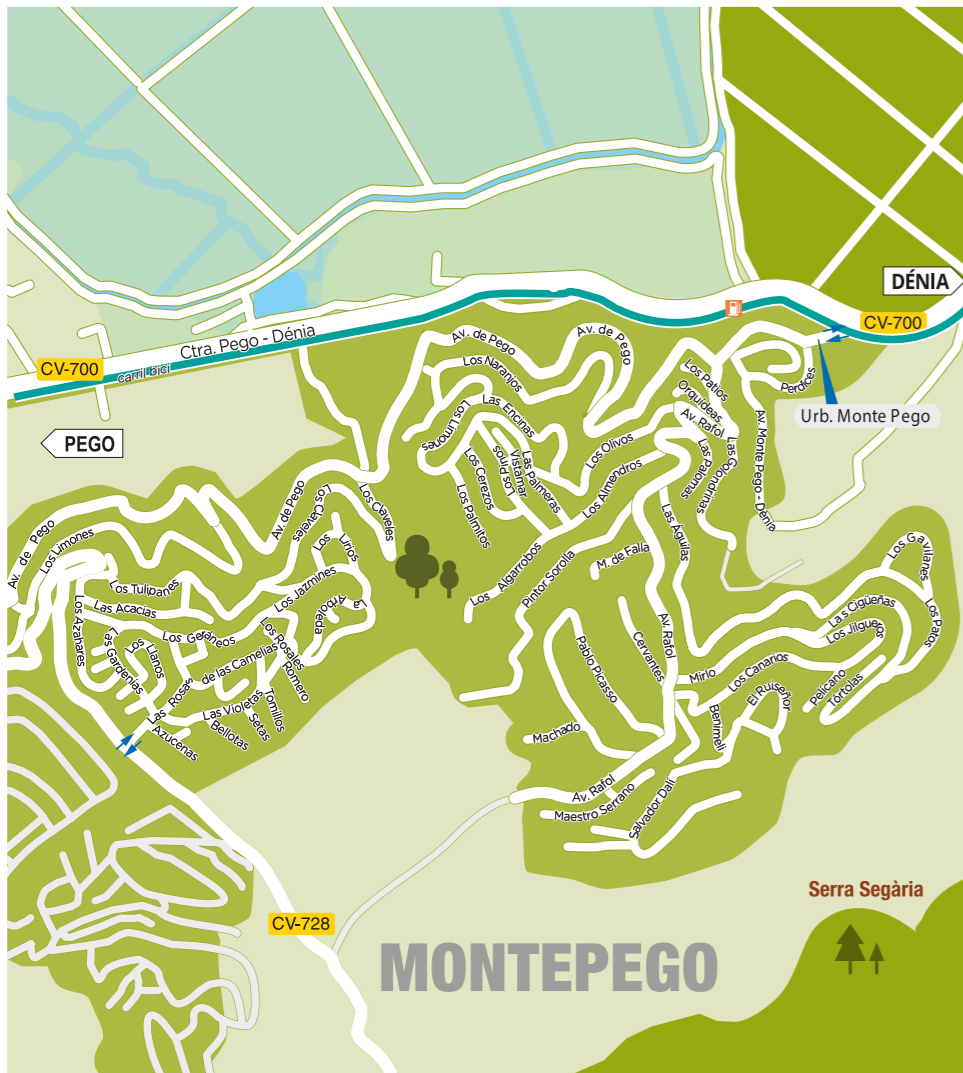 DÉNIA
CV-700
Ctra. Pego - Dénia
CV-700
carril bici
PEGO
Urb. Monte Pego
Av. de Pego
Av. de Pego
Los Naranjos
Los Patios
Perdices
Orquídeas
Av. Rafol
Las Encinas
Los Limones
Los Olivos
Las Palomas
Las Golondrinas
Av. Monte Pego - Dénia
Las Palmeras
Vistamar
Los Pinos
Los Cerezos
Los Palmitos
Los Almendros
Av. de Pego
Los Claveles
Los Claveles
Las Águilas
Av. de Pego
Los Limones
Los Lirios
Los Algarrobos
Pintor Sorolla
M. de Falla
Los Gavilanes
Los Tulipanes
Los Jazmines
La Arboleda
Las Acacias
Los Azahares
Los Geráneos
Los Rosales
Las Cigüeñas
Los Jilgueros
Los Patos
Las Gardenias
Los Llanos
de las Camelias
Romero
Pablo Picasso
Cervantes
Av. Rafol
Mirlo
Los Canarios
Pelícano
Tórtolas
Las Rosas
Las Violetas
Tomillos
Setas
Bellotas
Azucenas
Machado
Benimeli
El Ruiseñor
Av. Rafol
Maestro Serrano
Salvador Dalí
Serra Segària
CV-728
MONTEPEGO